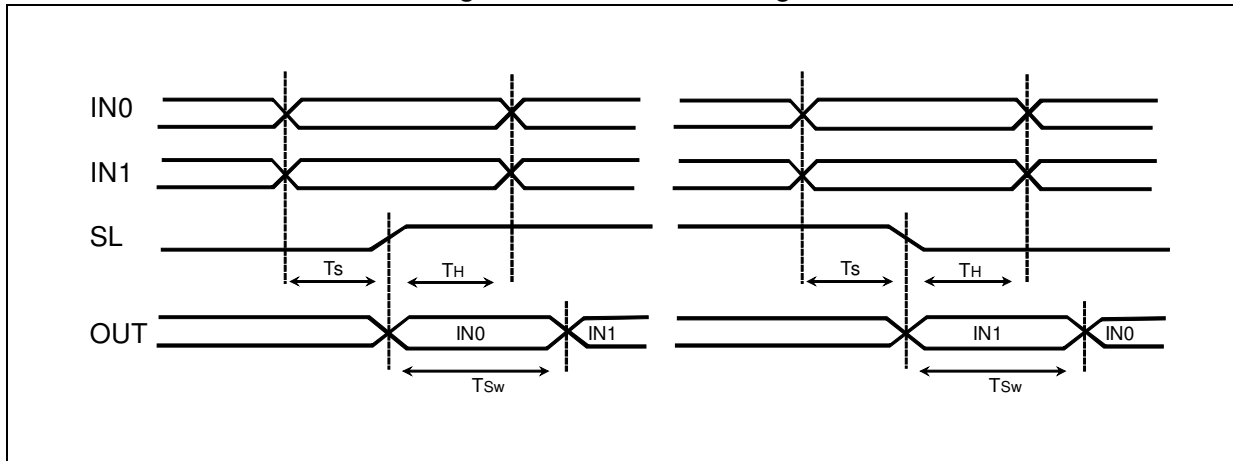 IN0
IN1
SL
Ts TH Ts TH
OUT IN0 IN1 IN1 IN0
TSw TSw